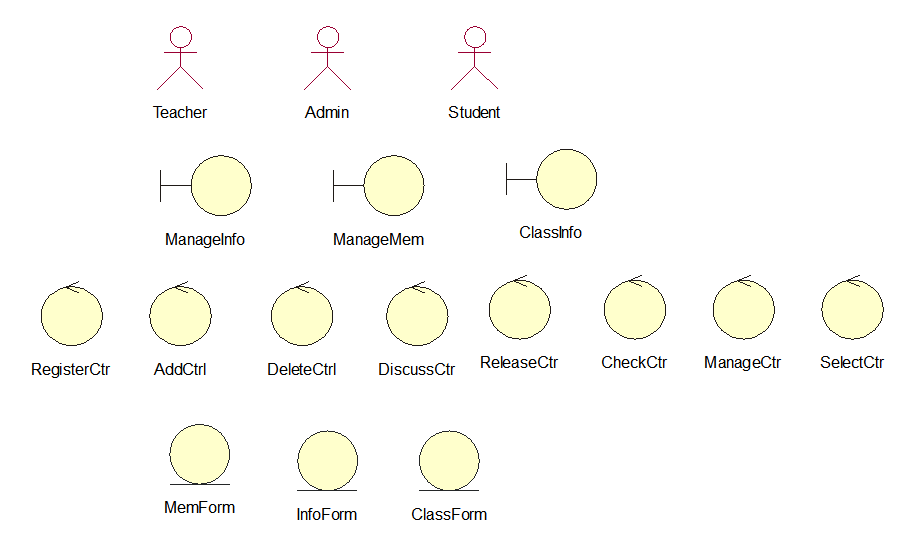 Teacher
Admin
Student
ManageInfo
ManageMem
ClassInfo
RegisterCtr
AddCtrl
DeleteCtrl
DiscussCtr
ReleaseCtr
CheckCtr
ManageCtr
SelectCtr
MemForm
InfoForm
ClassForm